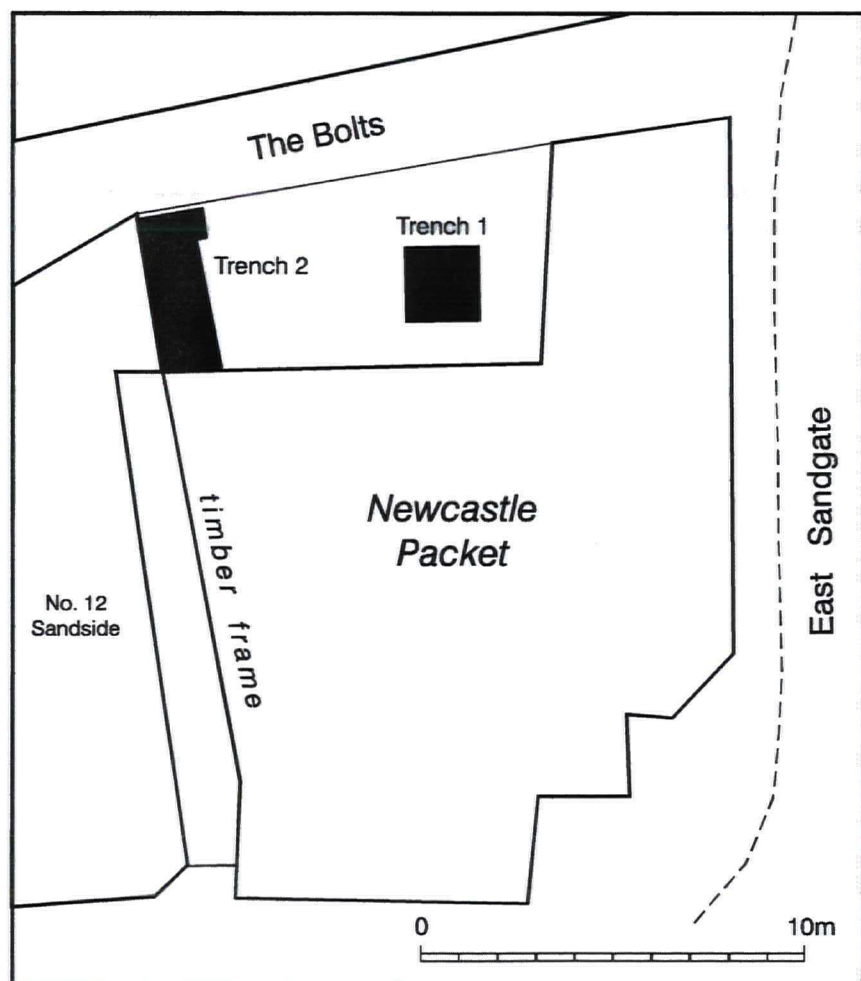 The Bolts
Trench 1
Trench 2
Newcastle
Packet
timber frame
No. 12
Sandside
East Sandgate
0 10m